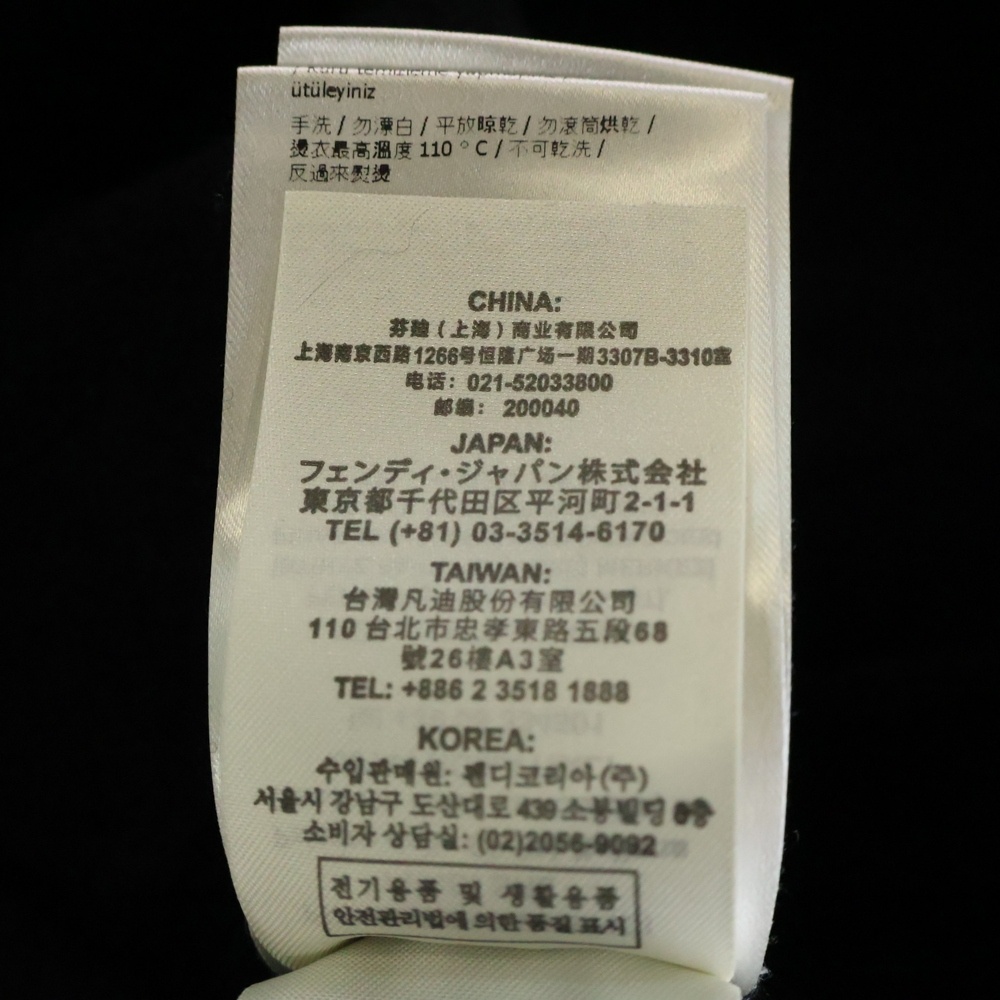 ütüleyiniz
手洗 / 勿漂白 / 平放晾乾 / 勿滾筒烘乾 /
燙衣最高溫度 110 ° C / 不可乾洗 /
反過來熨燙
CHINA:
芬迪（上海）商业有限公司
上海南京西路1266号恒隆广场一期3307B-3310室
电话： 021-52033800
邮编： 200040
JAPAN:
フェンディ・ジャパン株式会社
東京都千代田区平河町2-1-1
TEL (+81) 03-3514-6170
TAIWAN:
台灣凡迪股份有限公司
110 台北市忠孝東路五段68
號26樓A3室
TEL: +886 2 3518 1888
KOREA:
수입판매원: 펜디코리아(주)
서울시 강남구 도산대로 439 소봉빌딩
소비자 상담실: (02)2056-9092
전기용품 및 생활용품
안전관리법에 의한 품질 표시